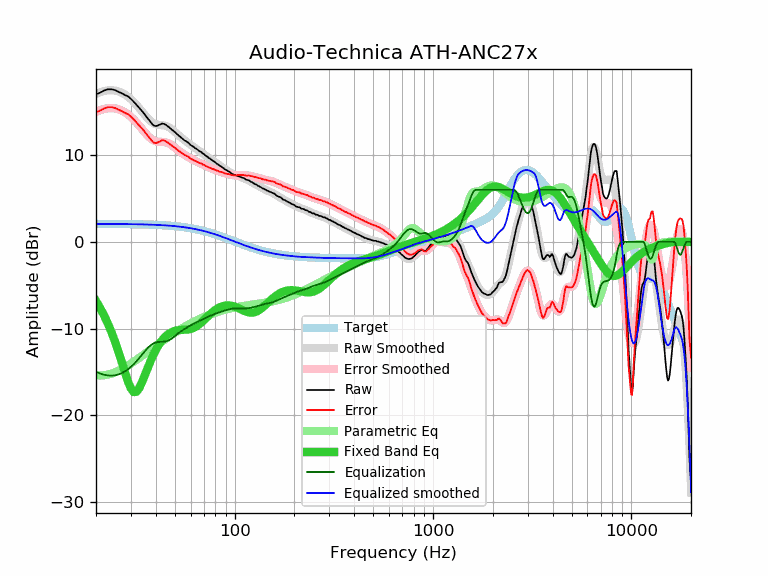 Audio-Technica ATH-ANC27x
Amplitude (dBr)
10
0
−10
−20
−30
Target
Raw Smoothed
Error Smoothed
Raw
Error
Parametric Eq
Fixed Band Eq
Equalization
Equalized smoothed
100
1000
10000
Frequency (Hz)